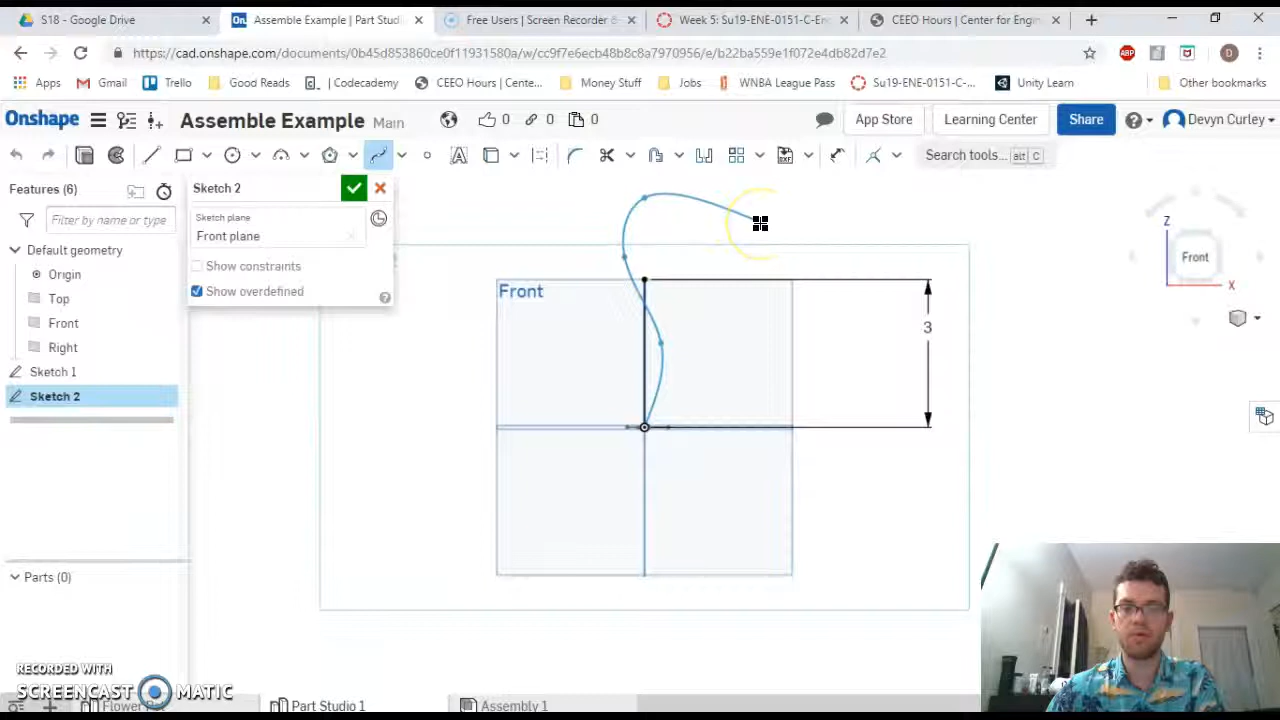 S18 - Google Drive
Assemble Example | Part Studi
Free Users | Screen Recorder &
Week 5: Su19-ENE-0151-C-En
CEEO Hours | Center for Engin
https://cad.onshape.com/documents/0b45d853860ce0f11931580a/w/cc9f7e6ecb48b8c8a7970956/e/b22ba559e1f072e4db82d7e2
ABP
D
Apps
Gmail
Trello
Good Reads
| Codecademy
CEEO Hours | Cente...
Money Stuff
Jobs
WNBA League Pass
Su19-ENE-0151-C-...
Unity Learn
Other bookmarks
Onshape
Assemble Example
Main
0
0
0
App Store
Learning Center
Share
Devyn Curley
Search tools...
alt
C
Features (6)
Filter by name or type
Default geometry
Origin
Top
Front
Right
Sketch 1
Sketch 2
Parts (0)
Sketch 2
Sketch plane
Front plane
Show constraints
Show overdefined
Front
3
Z
Front
X
RECORDED WITH
SCREENCAST MATIC
Part Studio 1
Assembly 1